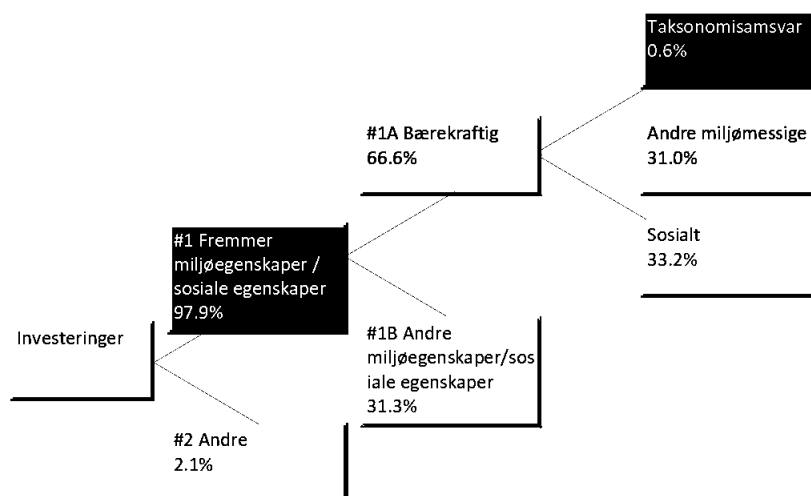 Taksonomisamsvar
0.6%
#1A Bærekraftig
66.6%
Andre miljømessige
31.0%
#1 Fremmer
miljøegenskaper /
sosiale egenskaper
97.9%
Sosialt
33.2%
Investeringer
#1B Andre
miljøegenskaper/sos
iale egenskaper
31.3%
#2 Andre
2.1%